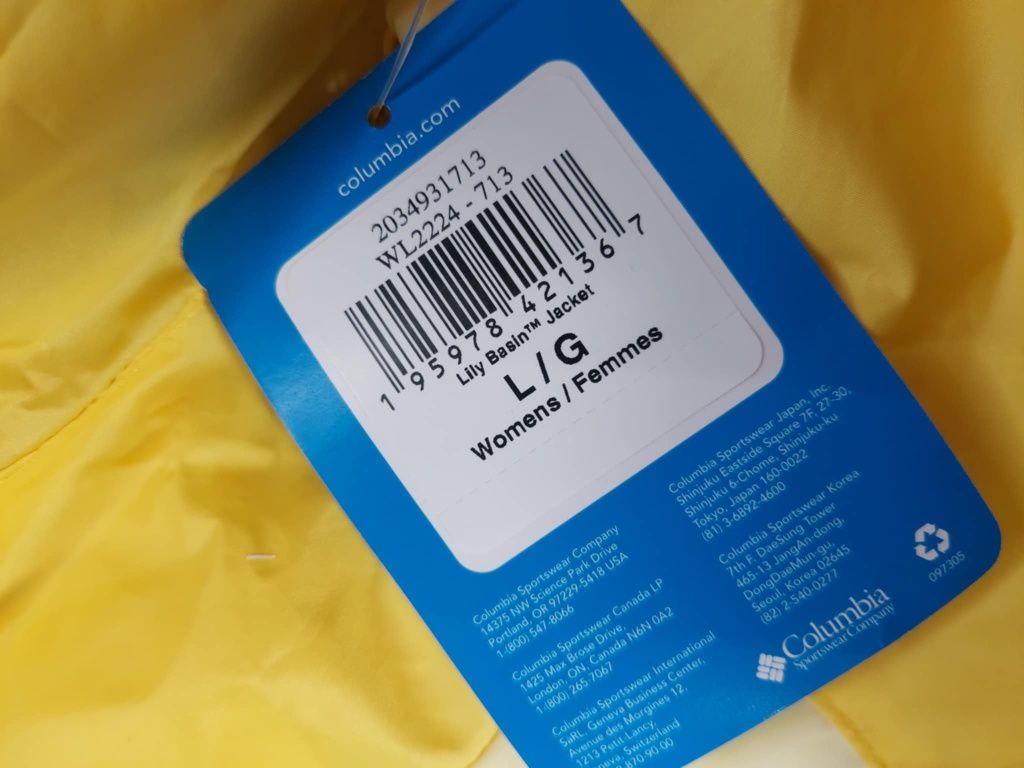 columbia.com
2034931713
WL2224 - 713
1 95978 42136 7
Lily Basin™ Jacket
L / G
Womens / Femmes
Columbia Sportswear Company
14375 NW Science Park Drive
Portland, OR 97229-5418 USA
1:(800) 547-8066
Columbia Sportswear Canada LP
1425 Max Brose Drive,
London, ON, Canada N6N 0A2
1:(800) 265 7067
Columbia Sportswear International
SaRL, Geneva Business Center,
Avenue des Morgines 12,
1213 Petit-Lancy,
Switzerland
870 90 00
Columbia Sportswear Japan, Inc.
Shinjuku Eastside Square 7F, 27-30,
Shinjuku 6-Chome, Shinjuku-ku
Tokyo, Japan 160-0022
(81) 3-6892-4600
Columbia Sportswear Korea
7th F, DaeSung Tower
465-13 JangAn-dong,
DongDaeMun-gu,
Seoul, Korea 02645
(82) 2-540-0277
Columbia
Sportswear Company
097305